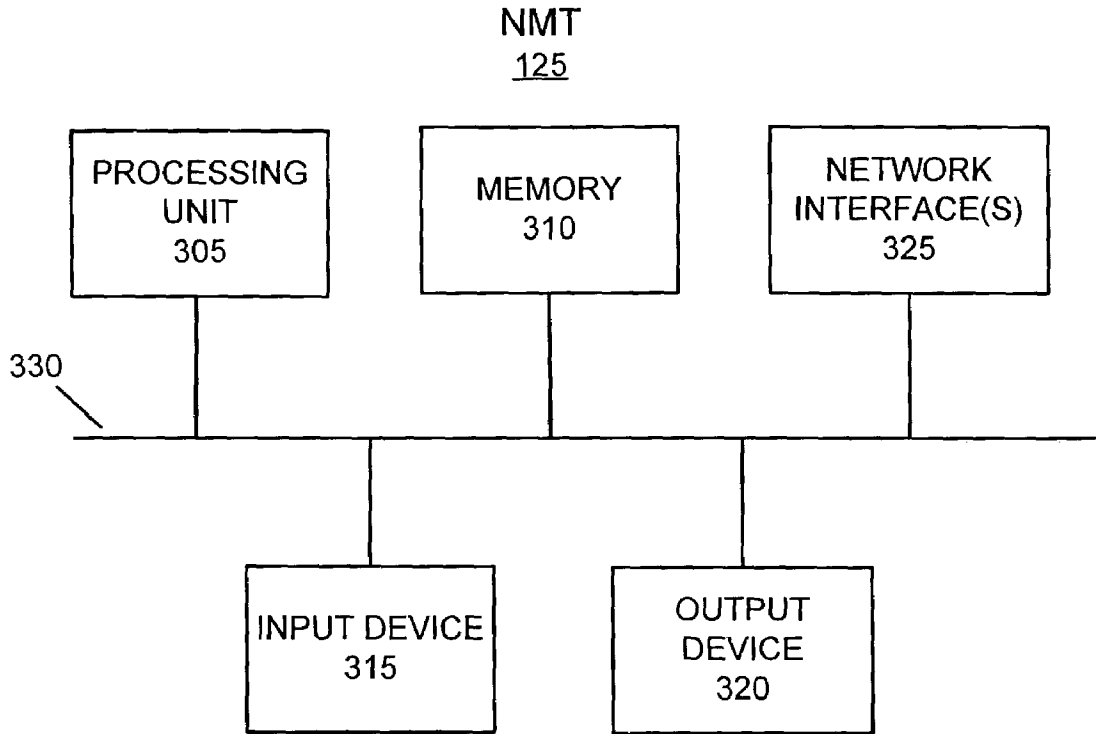 NMT
125
PROCESSING
UNIT
305
MEMORY
310
NETWORK
INTERFACE(S)
325
330
INPUT DEVICE
315
OUTPUT
DEVICE
320